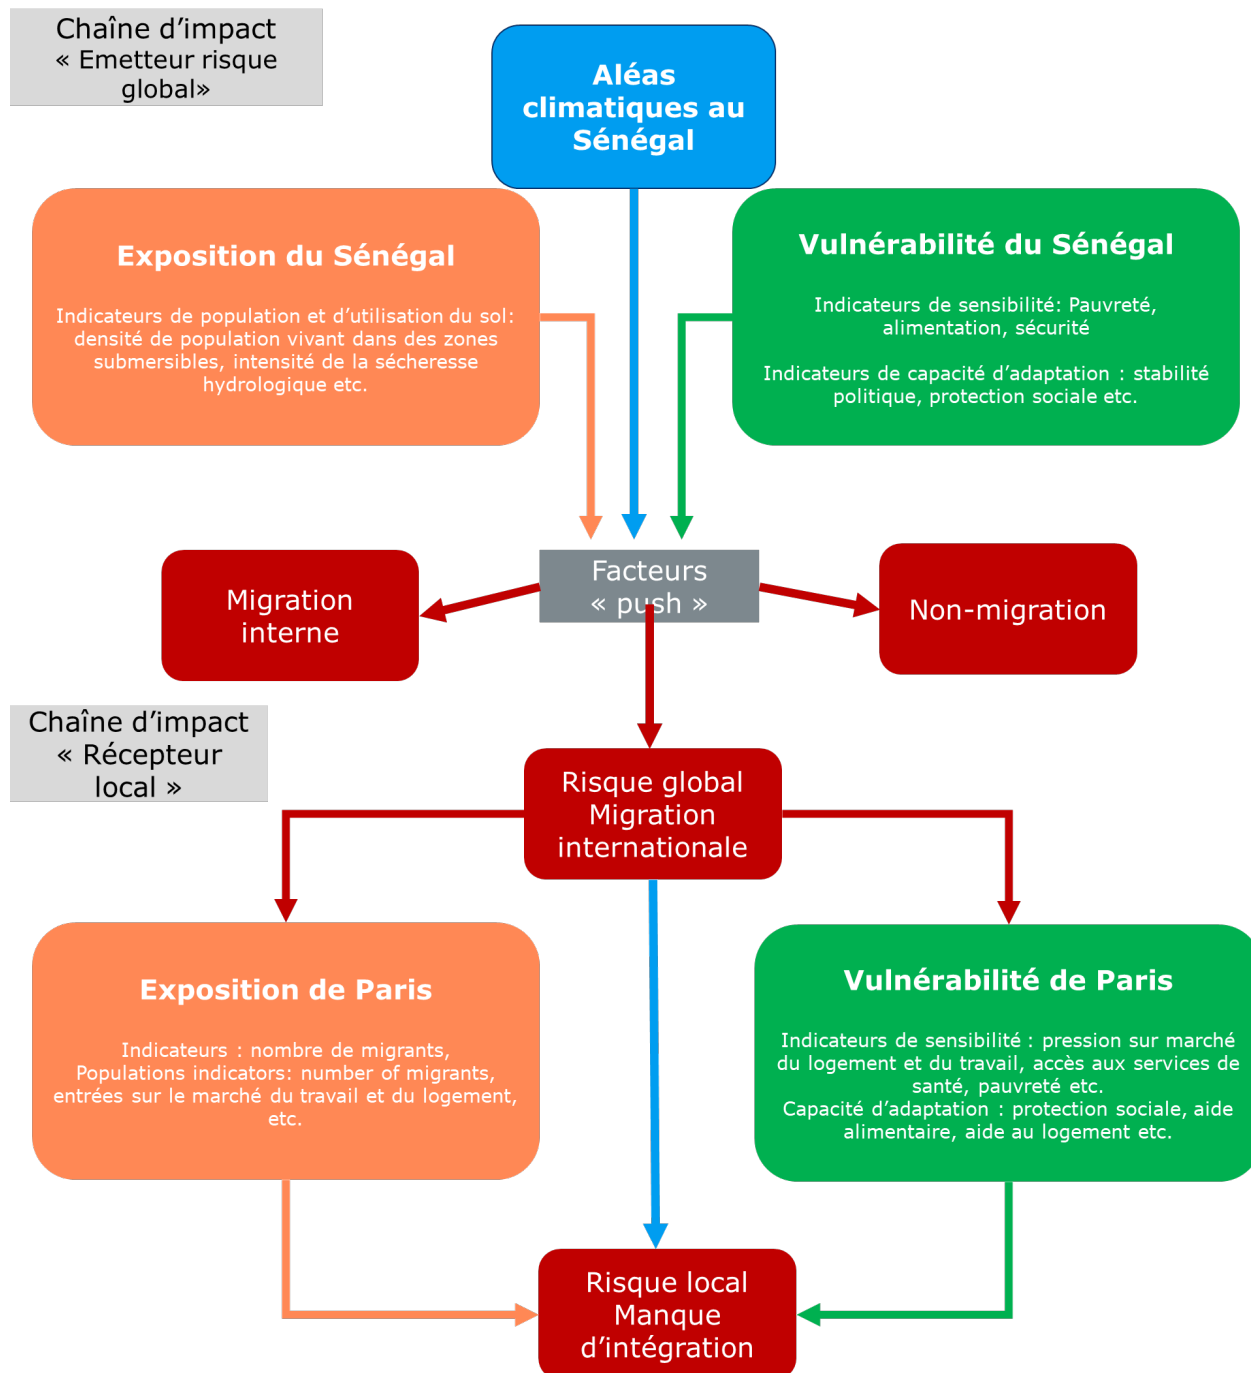 Chaîne d’impact
« Emetteur risque
global»
Aléas
climatiques au
Sénégal
Exposition du Sénégal
Indicateurs de population et d’utilisation du sol:
densité de population vivant dans des zones
submersibles, intensité de la sécheresse
hydrologique etc.
Vulnérabilité du Sénégal
Indicateurs de sensibilité: Pauvreté,
alimentation, sécurité
Indicateurs de capacité d’adaptation : stabilité
politique, protection sociale etc.
Migration
interne
Facteurs
« push »
Non-migration
Chaîne d’impact
« Récepteur
local »
Risque global
Migration
internationale
Exposition de Paris
Indicateurs : nombre de migrants,
Populations indicators: number of migrants,
entrées sur le marché du travail et du logement,
etc.
Vulnérabilité de Paris
Indicateurs de sensibilité : pression sur marché
du logement et du travail, accès aux services de
santé, pauvreté etc.
Capacité d’adaptation : protection sociale, aide
alimentaire, aide au logement etc.
Risque local
Manque
d’intégration